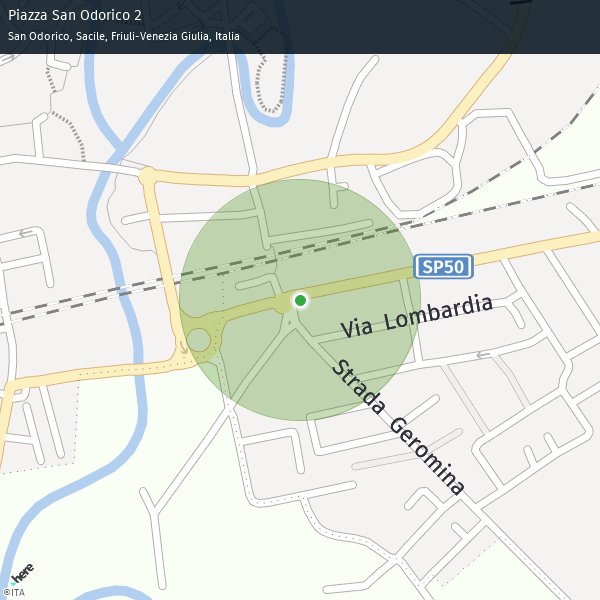 Piazza San Odorico 2
San Odorico, Sacile, Friuli-Venezia Giulia, Italia
SP50
Via Lombardia
Strada Geromina
here
©ITA